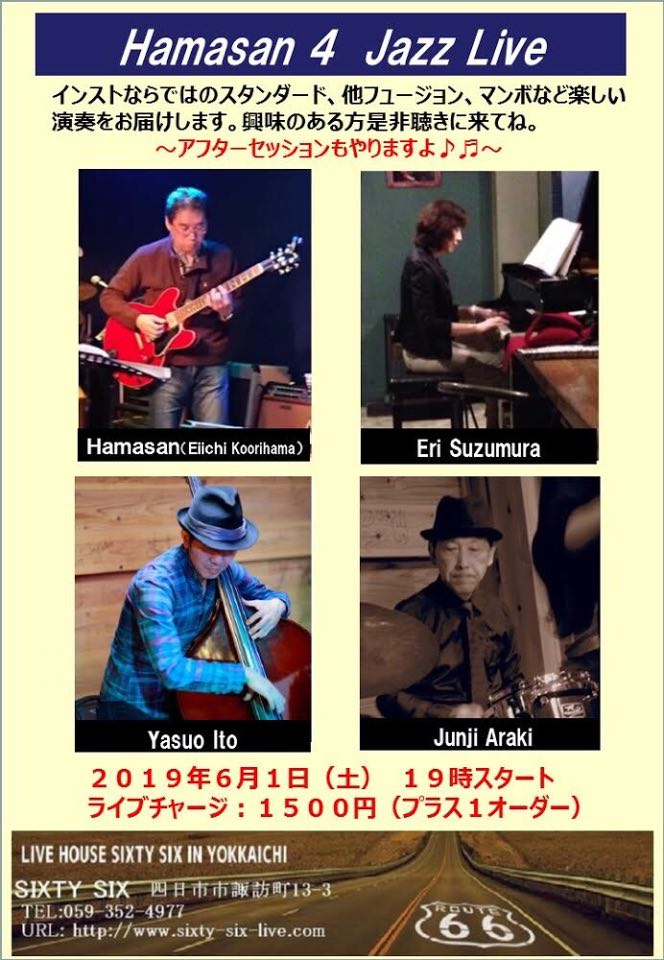 Hamasan 4 Jazz Live
インストならではのスタンダード、他フュージョン、マンボなど楽しい
演奏をお届けします。興味のある方是非聴きに来てね。
～アフターセッションもやりますよ♪♬～
Hamasan（Eiichi Koorihama）
Eri Suzumura
Yasuo Ito
Junji Araki
２０１９年６月１日（土） １９時スタート
ライブチャージ：１５００円（プラス１オーダー）
LIVE HOUSE SIXTY SIX IN YOKKAICHI
SIXTY SIX 四日市市諏訪町13-3
TEL:059-352-4977
URL: http://www.sixty-six-live.com
ROUTE
66